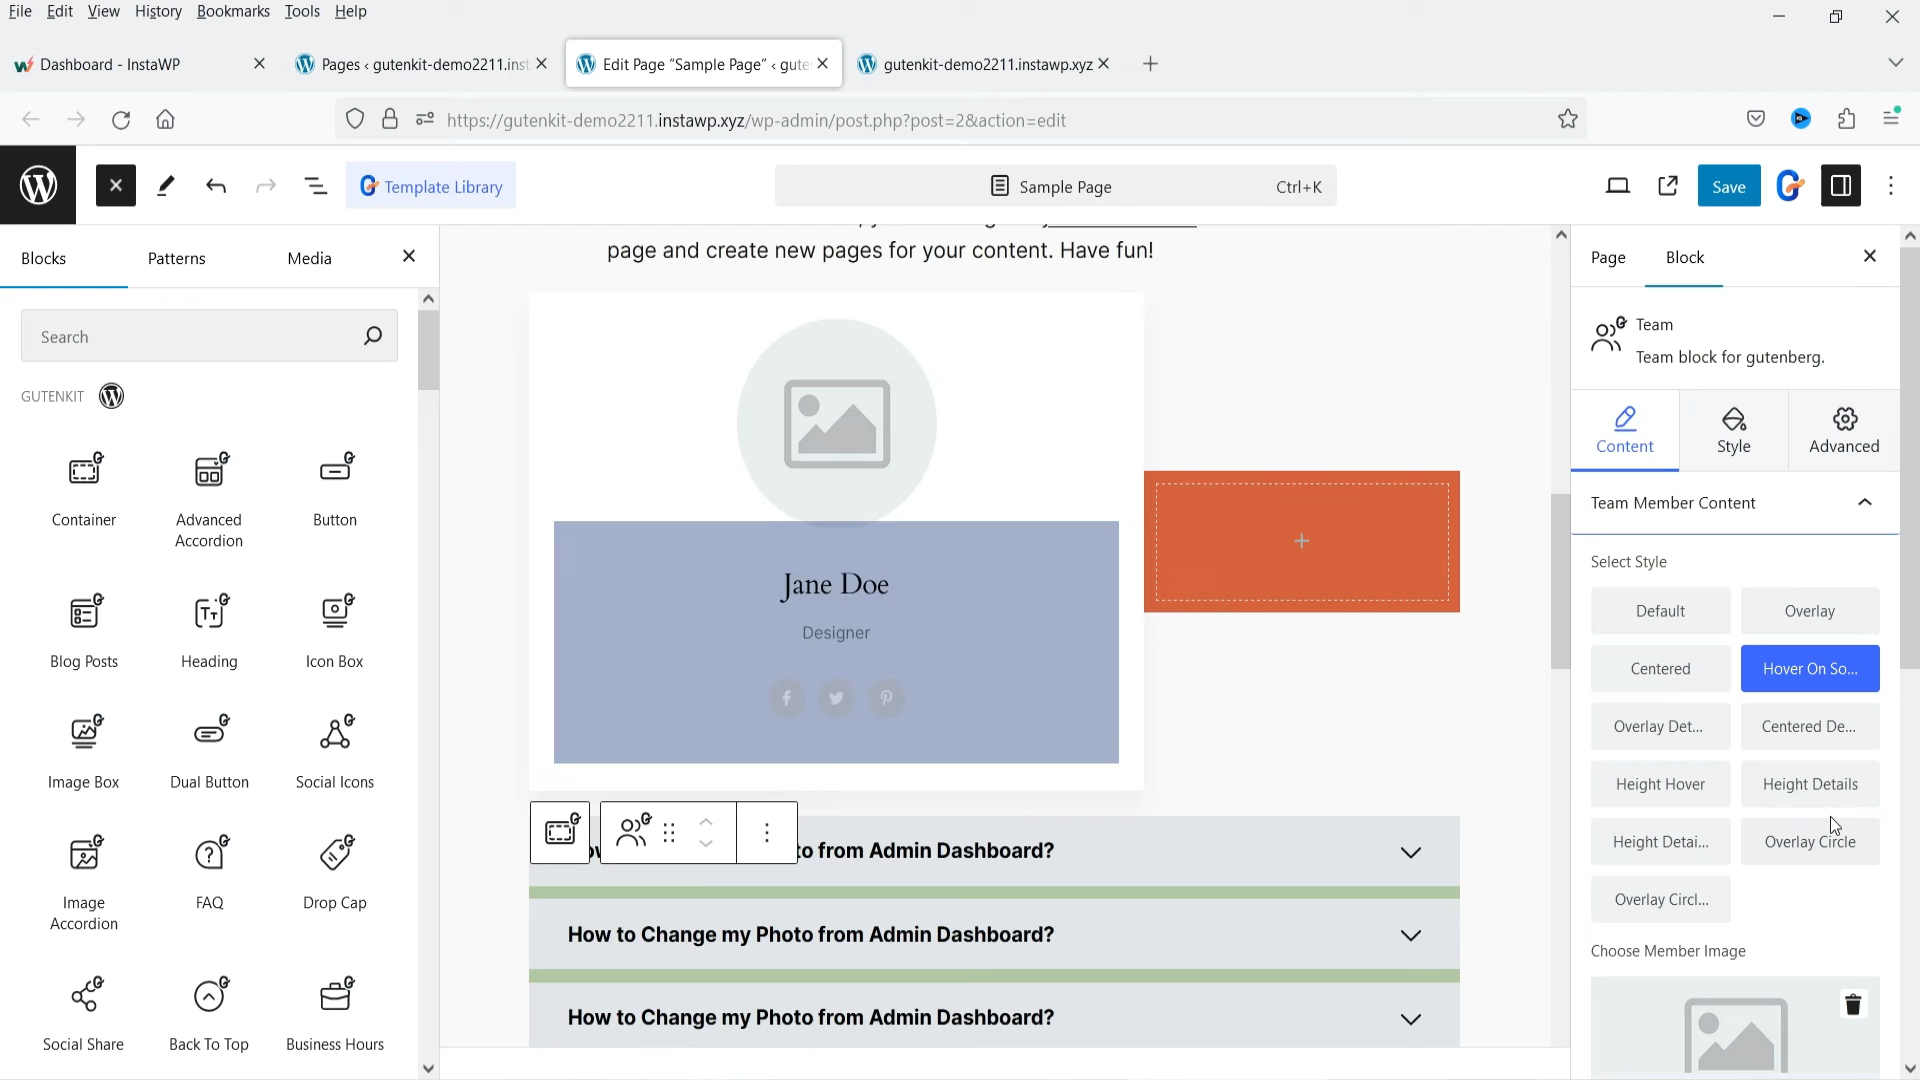 File Edit View History Bookmarks Tools Help
Dashboard - InstaWP
Pages ‹ gutenkit-demo2211.inst
Edit Page “Sample Page” ‹ gute
gutenkit-demo2211.instawp.xyz
https://gutenkit-demo2211.instawp.xyz/wp-admin/post.php?post=2&action=edit
Template Library
Sample Page
Ctrl+K
Save
Blocks
Patterns
Media
Search
GUTENKIT
Container
Advanced
Accordion
Button
Blog Posts
Heading
Icon Box
Image Box
Dual Button
Social Icons
Image
Accordion
FAQ
Drop Cap
Social Share
Back To Top
Business Hours
page and create new pages for your content. Have fun!
Jane Doe
Designer
to from Admin Dashboard?
How to Change my Photo from Admin Dashboard?
How to Change my Photo from Admin Dashboard?
Page
Block
Team
Team block for gutenberg.
Content
Style
Advanced
Team Member Content
Select Style
Default
Overlay
Centered
Hover On So...
Overlay Det...
Centered De...
Height Hover
Height Details
Height Detai...
Overlay Circle
Overlay Circl...
Choose Member Image